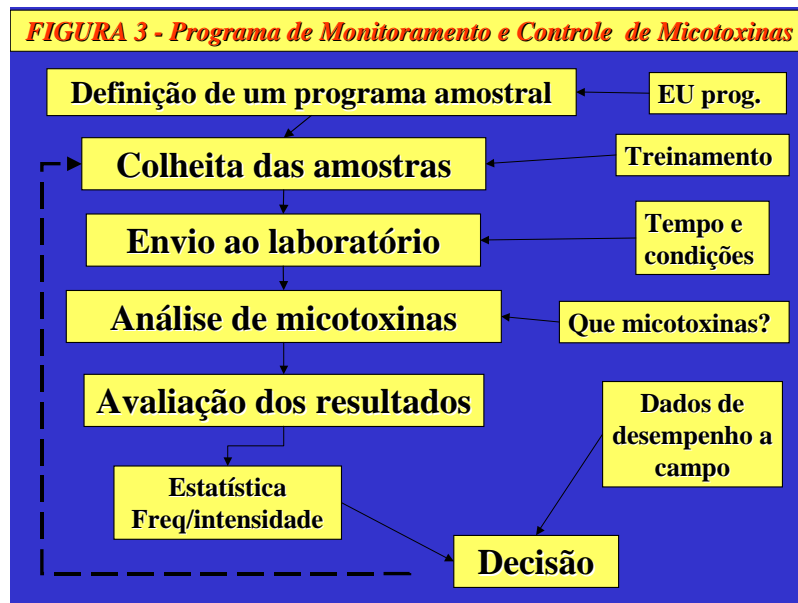 FIGURA 3 - Programa de Monitoramento e Controle de Micotoxinas
Definição de um programa amostral
EU prog.
Colheita das amostras
Treinamento
Envio ao laboratório
Tempo e
condições
Análise de micotoxinas
Que micotoxinas?
Avaliação dos resultados
Dados de
desempenho a
campo
Estatística
Freq/intensidade
Decisão